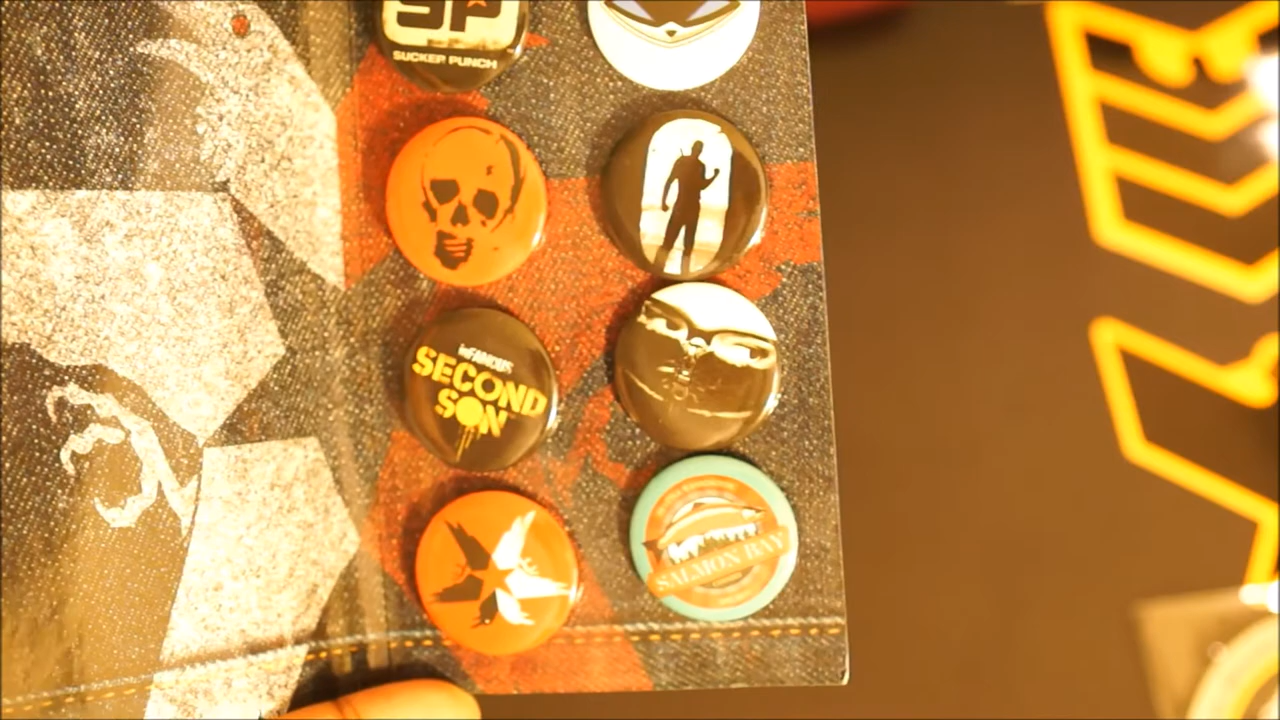 SP
SUCKER PUNCH
inFAMOUS
SECOND
SON
SALMON BAY